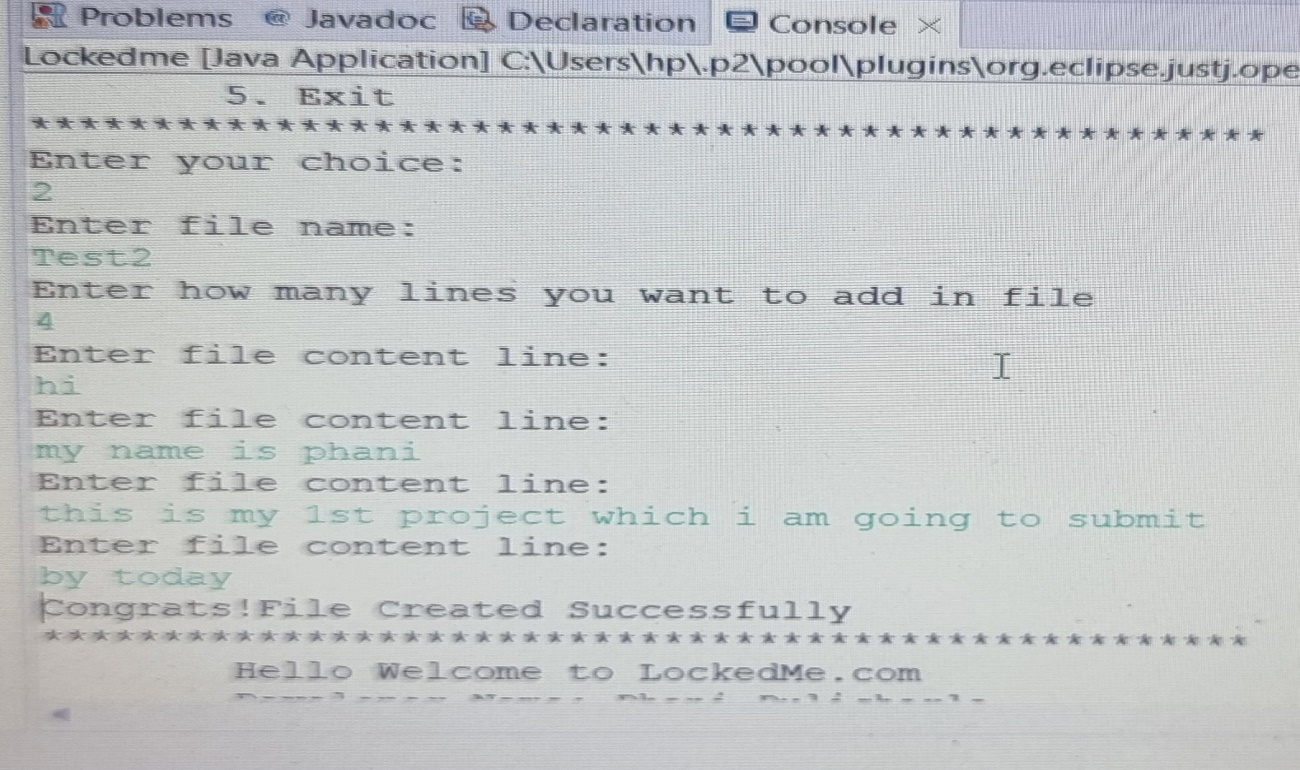 Problems @ Javadoc Declaration Console
Lockedme [Java Application] C:\Users\hp\.p2\pool\plugins\org.eclipse.justj.ope
5. Exit
***************************************************
Enter your choice:
2
Enter file name:
Test2
Enter how many lines you want to add in file
4
Enter file content line:
hi
Enter file content line:
my name is phani
Enter file content line:
this is my 1st project which i am going to submit
Enter file content line:
by today
Congrats!File Created Successfully
**************************************************
Hello Welcome to LockedMe.com